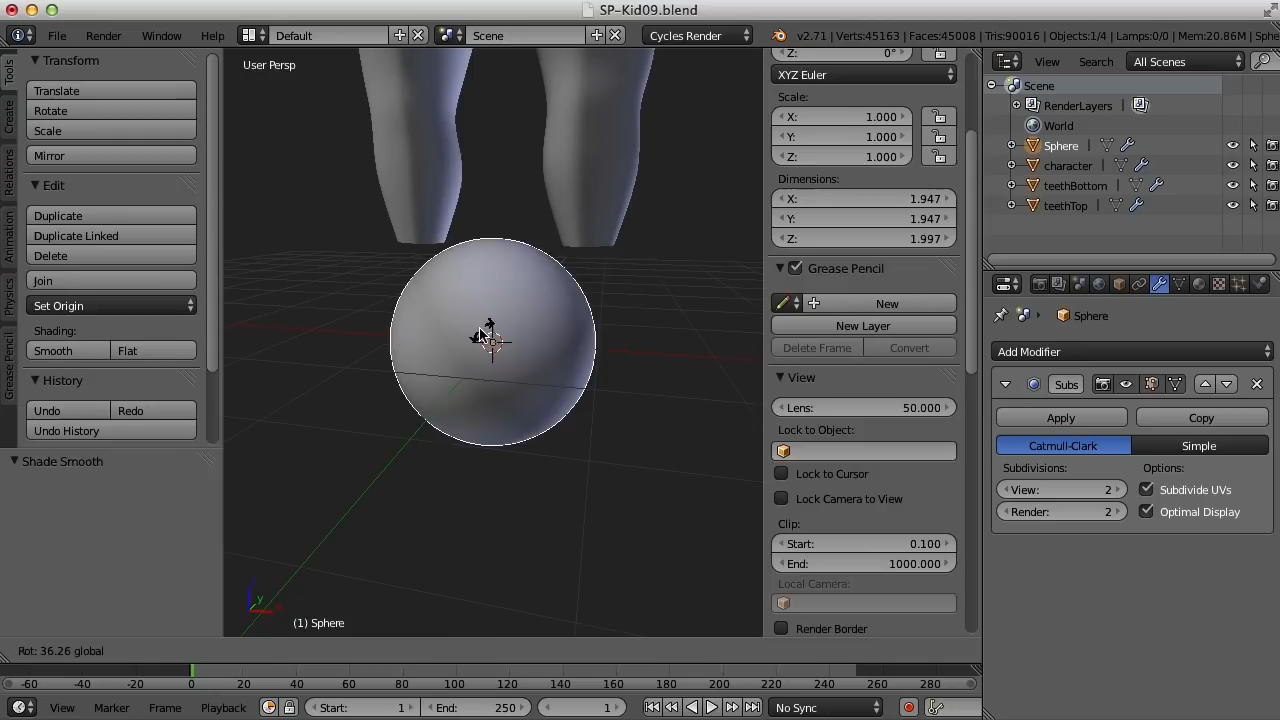 SP-Kid09.blend
File Render Window Help Default Scene Cycles Render v2.71 | Verts:45163 | Faces:45008 | Tris:90016 | Objects:1/4 | Lamps:0/0 | Mem:20.86M | Sphe
Tools
Create
Relations
Animation
Physics
Grease Pencil
Transform
Translate
Rotate
Scale
Mirror
Edit
Duplicate
Duplicate Linked
Delete
Join
Set Origin
Shading:
Smooth Flat
History
Undo Redo
Undo History
Shade Smooth
User Persp
y
(1) Sphere
Z: 0°
XYZ Euler
Scale:
X: 1.000
Y: 1.000
Z: 1.000
Dimensions:
X: 1.947
Y: 1.947
Z: 1.997
Grease Pencil
New
New Layer
Delete Frame Convert
View
Lens: 50.000
Lock to Object:
Lock to Cursor
Lock Camera to View
Clip:
Start: 0.100
End: 1000.000
Local Camera:
Render Border
View Search All Scenes
Scene
RenderLayers
World
Sphere
character
teethBottom
teethTop
Sphere
Add Modifier
Subs
Apply Copy
Catmull-Clark Simple
Subdivisions: Options:
View: 2 Subdivide UVs
Render: 2 Optimal Display
Rot: 36.26 global
-60 -40 -20 0 20 40 60 80 100 120 140 160 180 200 220 240 260 280
View Marker Frame Playback Start: 1 End: 250 1 No Sync